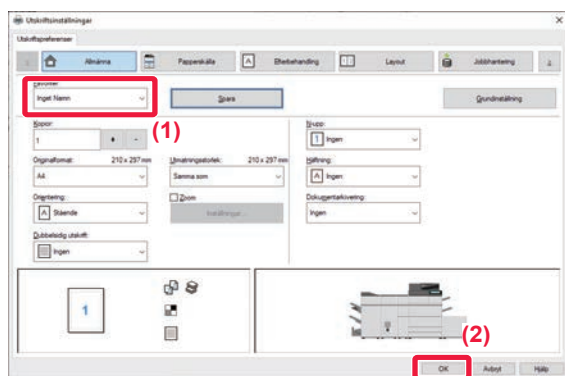 Utskriftsinställningar
Utskriftspreferenser
Allmänna Papperskälla Efterbehandling Layout Jobbhantering
Favoriter:
Inget Namn Spara Grundinställning
(1)
Kopior: N-upp:
1 + - Ingen
Originalformat: 210 x 297 mm Utmatningsstorlek: 210 x 297 mm Häftning:
A4 Samma som Ingen
Orientering: Zoom Dokumentarkivering:
Stående Inställningar... Ingen
Dubbelsidig utskrift:
Ingen
1
(2)
OK Avbryt Hjälp